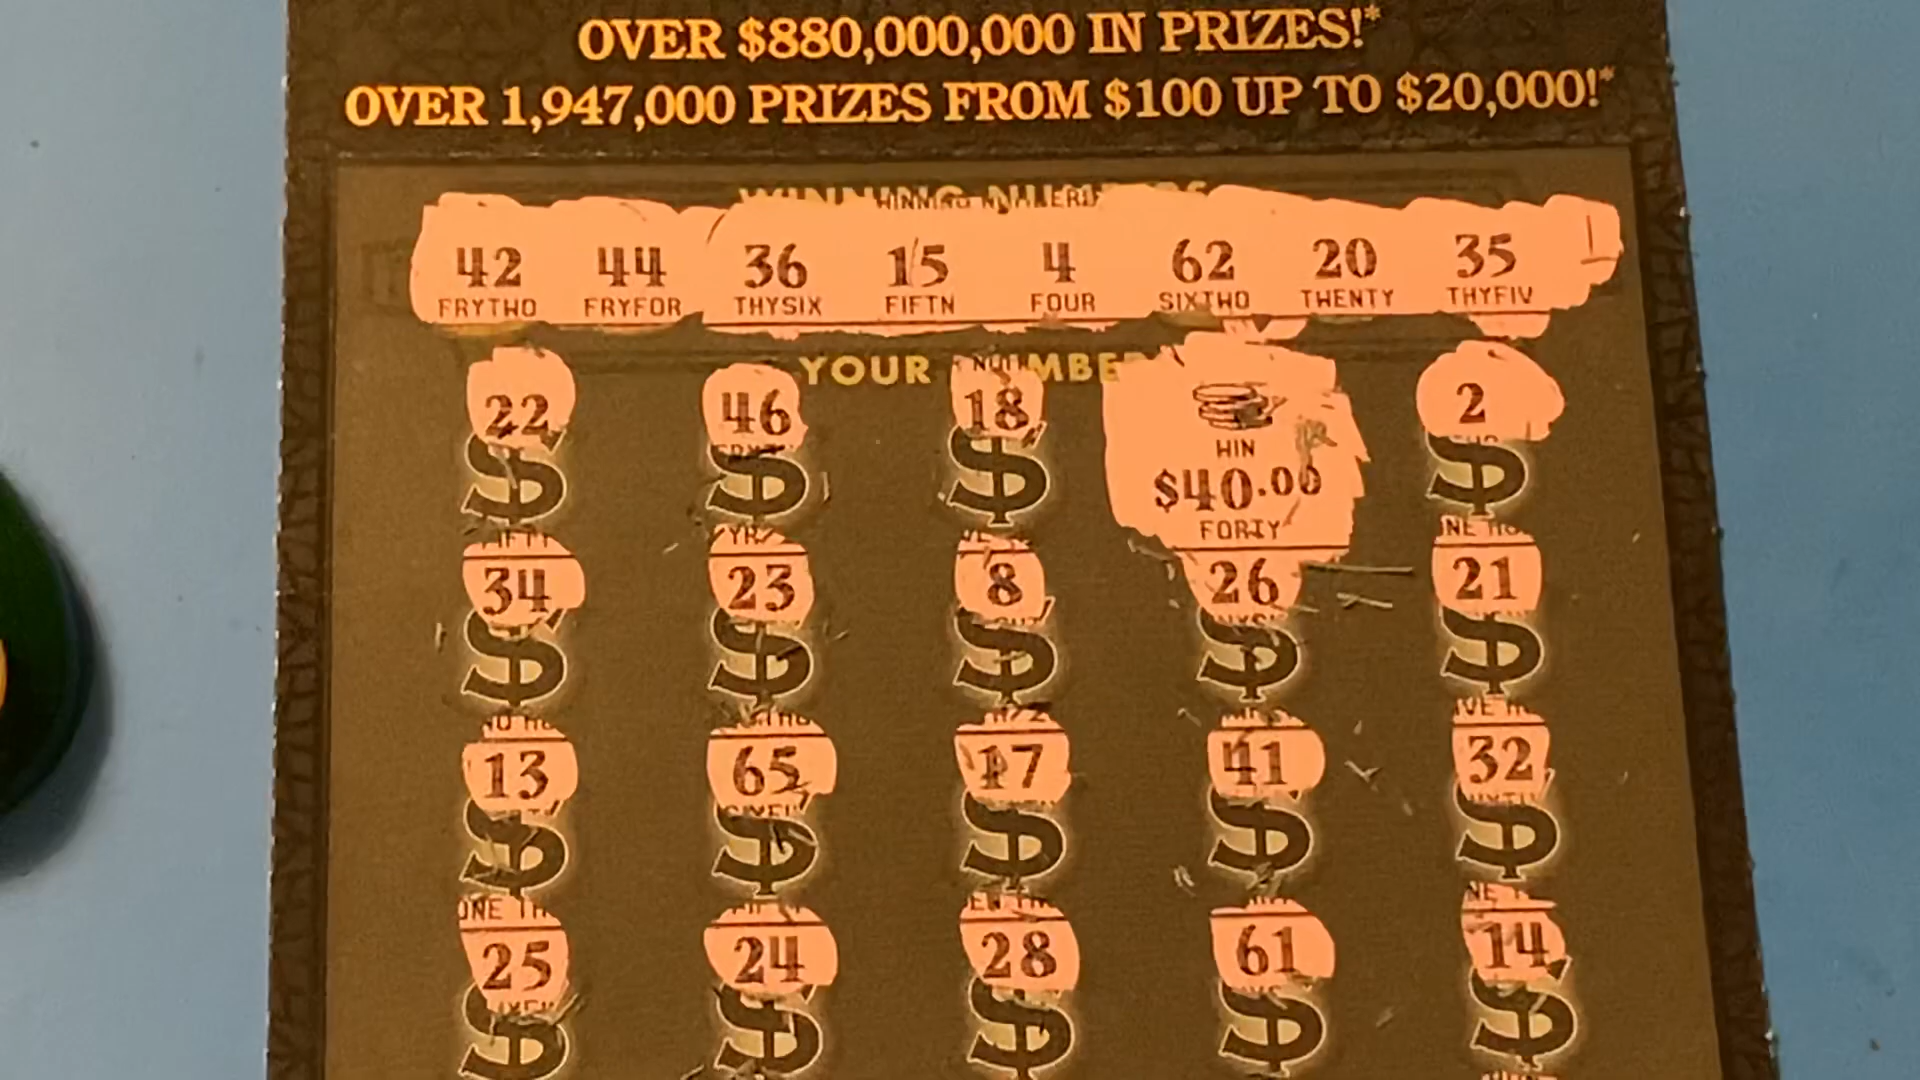 OVER $880,000,000 IN PRIZES!*
OVER 1,947,000 PRIZES FROM $100 UP TO $20,000!*
WINNING NUMBERS
42 44 36 15 4 62 20 35
FRYTWO FRYFOR THYSIX FIFTN FOUR SIXTWO TWENTY THYFIV
YOUR NUMBE
22 46 18 2
WIN
$40.00
FORTY
34 23 8 26 21
13 65 17 41 32
25 24 28 61 14